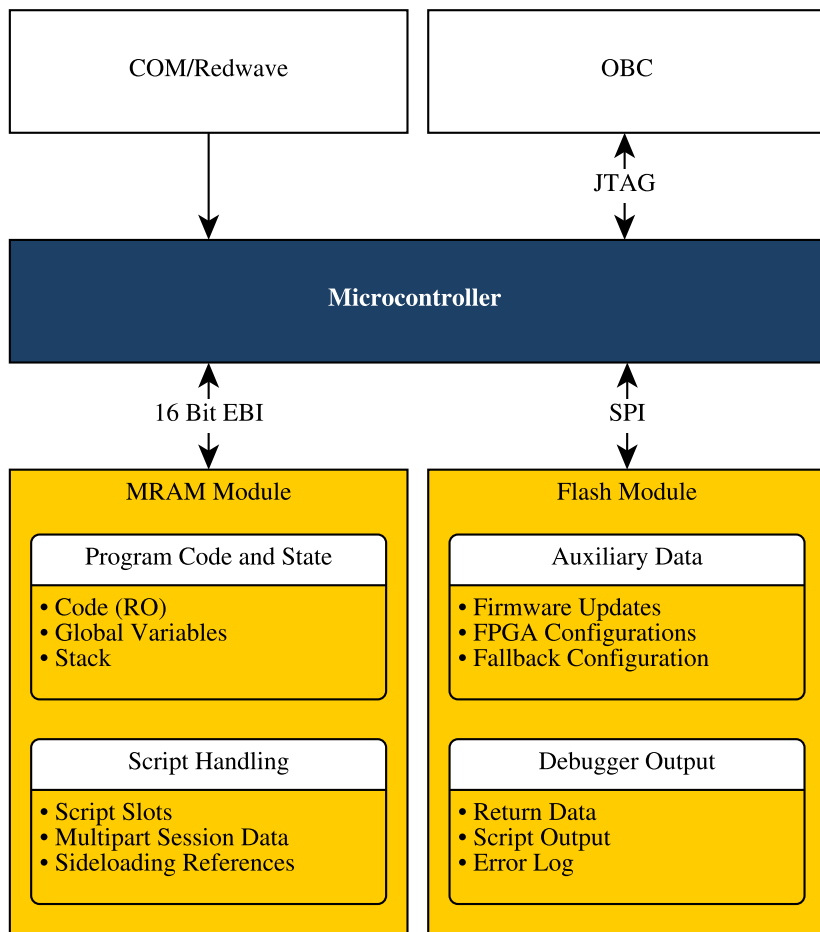 COM/Redwave
OBC
JTAG
Microcontroller
16 Bit EBI
SPI
MRAM Module
Program Code and State
• Code (RO)
• Global Variables
• Stack
Script Handling
• Script Slots
• Multipart Session Data
• Sideloading References
Flash Module
Auxiliary Data
• Firmware Updates
• FPGA Configurations
• Fallback Configuration
Debugger Output
• Return Data
• Script Output
• Error Log